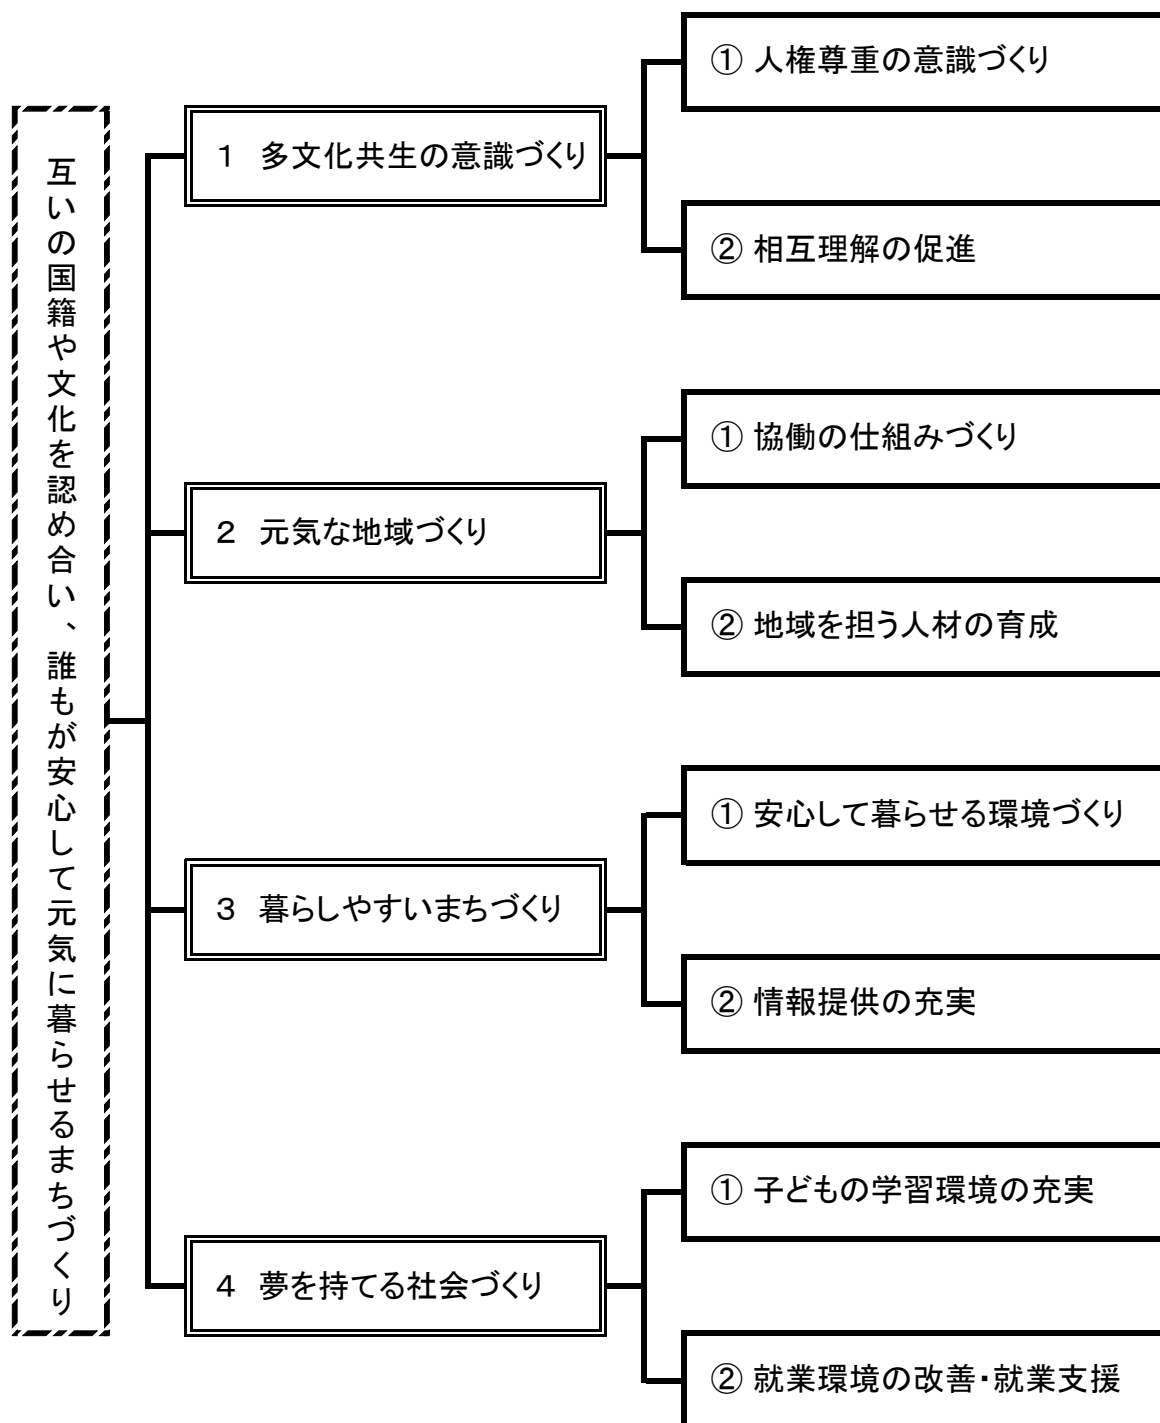 互いの国籍や文化を認め合い、誰もが安心して元気に暮らせるまちづくり
１ 多文化共生の意識づくり
① 人権尊重の意識づくり
② 相互理解の促進
２ 元気な地域づくり
① 協働の仕組みづくり
② 地域を担う人材の育成
３ 暮らしやすいまちづくり
① 安心して暮らせる環境づくり
② 情報提供の充実
４ 夢を持てる社会づくり
① 子どもの学習環境の充実
② 就業環境の改善・就業支援